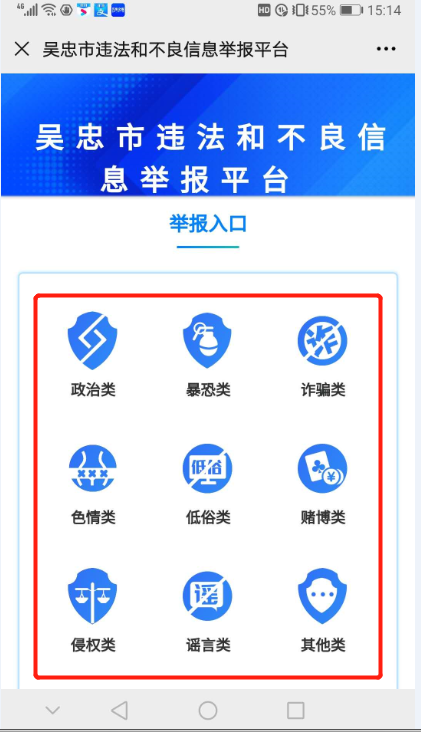 4G HD 55% 15:14
吴忠市违法和不良信息举报平台
吴忠市违法和不良信
息举报平台
举报入口
诈
政治类 暴恐类 诈骗类
低俗
色情类 低俗类 赌博类
谣
侵权类 谣言类 其他类